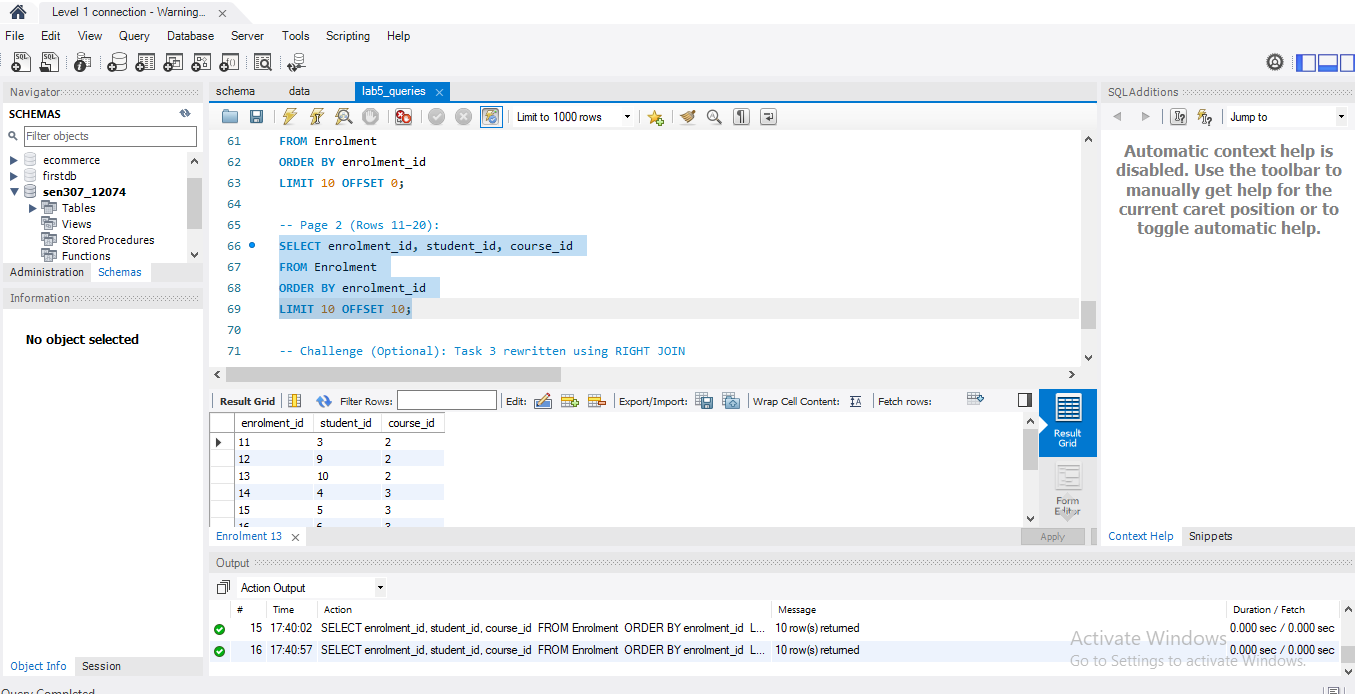 Level 1 connection - Warning...
File Edit View Query Database Server Tools Scripting Help
Navigator
SCHEMAS
Filter objects
ecommerce
firstdb
sen307_12074
Tables
Views
Stored Procedures
Functions
Administration Schemas
Information
No object selected
Object Info Session
schema data lab5_queries
Limit to 1000 rows
61 FROM Enrolment
62 ORDER BY enrolment_id
63 LIMIT 10 OFFSET 0;
64
65 -- Page 2 (Rows 11–20):
66 SELECT enrolment_id, student_id, course_id
67 FROM Enrolment
68 ORDER BY enrolment_id
69 LIMIT 10 OFFSET 10;
70
71 -- Challenge (Optional): Task 3 rewritten using RIGHT JOIN
Result Grid Filter Rows: Edit: Export/Import: Wrap Cell Content: Fetch rows:
enrolment_id student_id course_id
11 3 2
12 9 2
13 10 2
14 4 3
15 5 3
16 6 3
Result
Grid
Form
Editor
Enrolment 13
Apply
SQLAdditions
Jump to
Automatic context help is
disabled. Use the toolbar to
manually get help for the
current caret position or to
toggle automatic help.
Context Help Snippets
Output
Action Output
# Time Action Message Duration / Fetch
15 17:40:02 SELECT enrolment_id, student_id, course_id FROM Enrolment ORDER BY enrolment_id L... 10 row(s) returned 0.000 sec / 0.000 sec
16 17:40:57 SELECT enrolment_id, student_id, course_id FROM Enrolment ORDER BY enrolment_id L... 10 row(s) returned 0.000 sec / 0.000 sec
Activate Windows
Go to Settings to activate Windows.
Query Completed